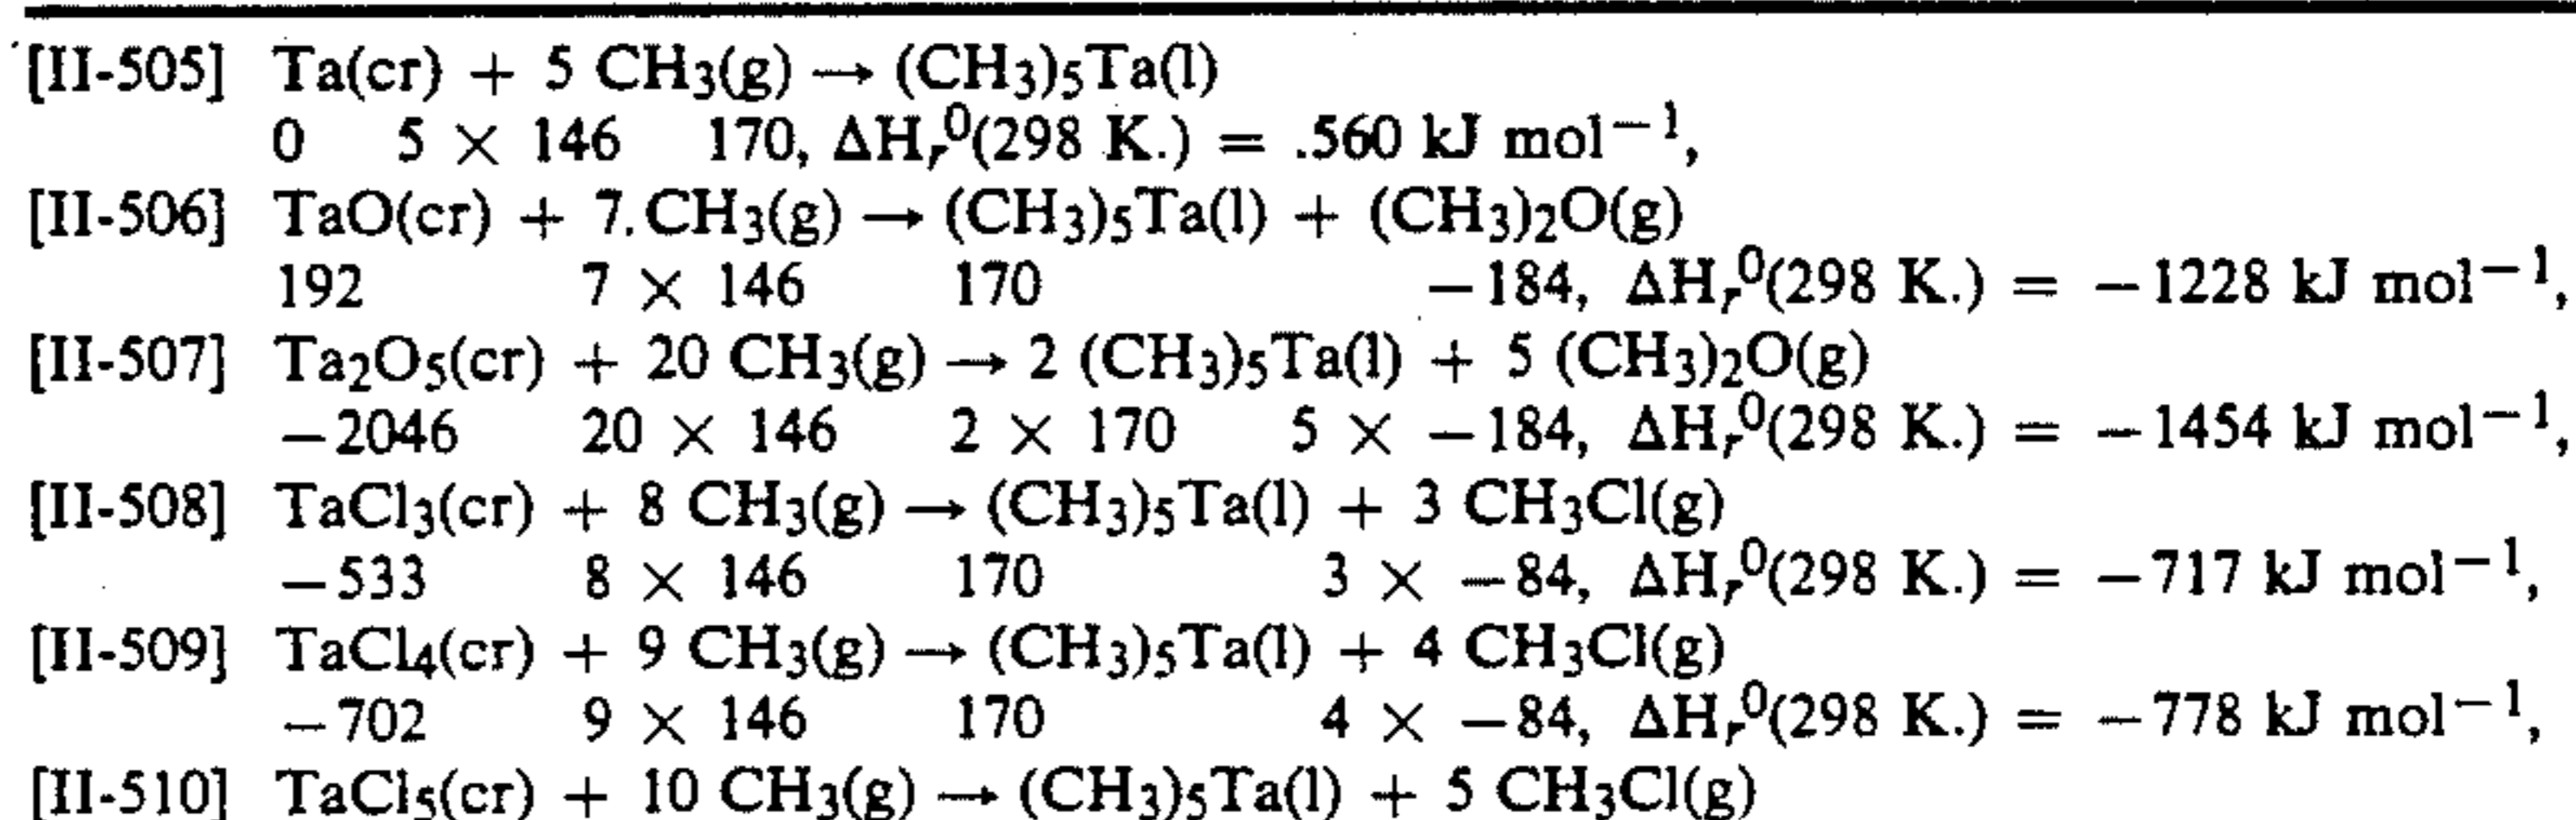 [II-505] Ta(cr) + 5 CH₃(g) → (CH₃)₅Ta(l)
0 5 × 146 170, ΔHᵣ⁰(298 K.) = .560 kJ mol⁻¹,
[II-506] TaO(cr) + 7. CH₃(g) → (CH₃)₅Ta(l) + (CH₃)₂O(g)
192 7 × 146 170 −184, ΔHᵣ⁰(298 K.) = −1228 kJ mol⁻¹,
[II-507] Ta₂O₅(cr) + 20 CH₃(g) → 2 (CH₃)₅Ta(l) + 5 (CH₃)₂O(g)
−2046 20 × 146 2 × 170 5 × −184, ΔHᵣ⁰(298 K.) = −1454 kJ mol⁻¹,
[II-508] TaCl₃(cr) + 8 CH₃(g) → (CH₃)₅Ta(l) + 3 CH₃Cl(g)
−533 8 × 146 170 3 × −84, ΔHᵣ⁰(298 K.) = −717 kJ mol⁻¹,
[II-509] TaCl₄(cr) + 9 CH₃(g) → (CH₃)₅Ta(l) + 4 CH₃Cl(g)
−702 9 × 146 170 4 × −84, ΔHᵣ⁰(298 K.) = −778 kJ mol⁻¹,
[II-510] TaCl₅(cr) + 10 CH₃(g) → (CH₃)₅Ta(l) + 5 CH₃Cl(g)